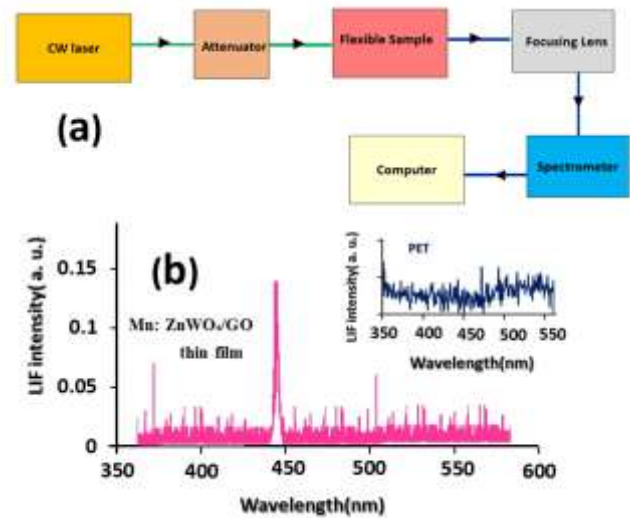 CW laser
Attenuator
Flexible Sample
Focusing Lens
(a)
Computer
Spectrometer
LIF intensity( a. u.)
0.15
0.1
0.05
0
(b)
Mn: ZnWO₄/GO
thin film
350
400
450
500
550
600
Wavelength(nm)
LIF intensity( a. u.)
PET
350
400
450
500
550
Wavelength(nm)